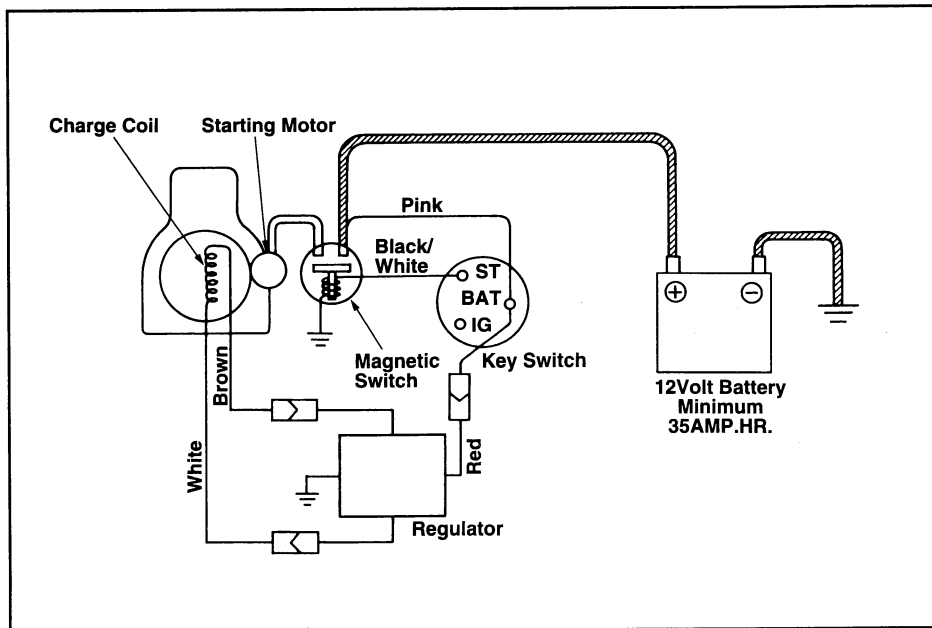 Charge Coil
Starting Motor
Pink
Black/
White
ST
BAT
IG
Magnetic
Switch
Key Switch
+
−
12Volt Battery
Minimum
35AMP.HR.
Brown
White
Red
Regulator